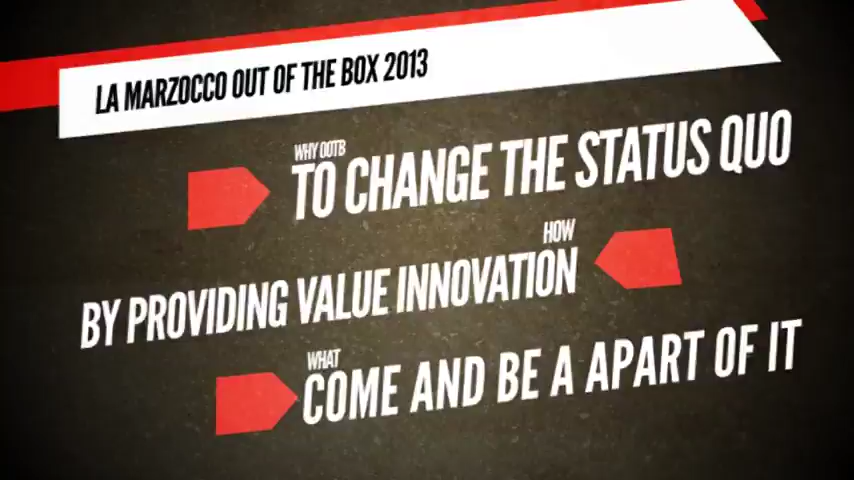 LA MARZOCCO OUT OF THE BOX 2013
WHY OOTB
TO CHANGE THE STATUS QUO
HOW
BY PROVIDING VALUE INNOVATION
WHAT
COME AND BE A APART OF IT